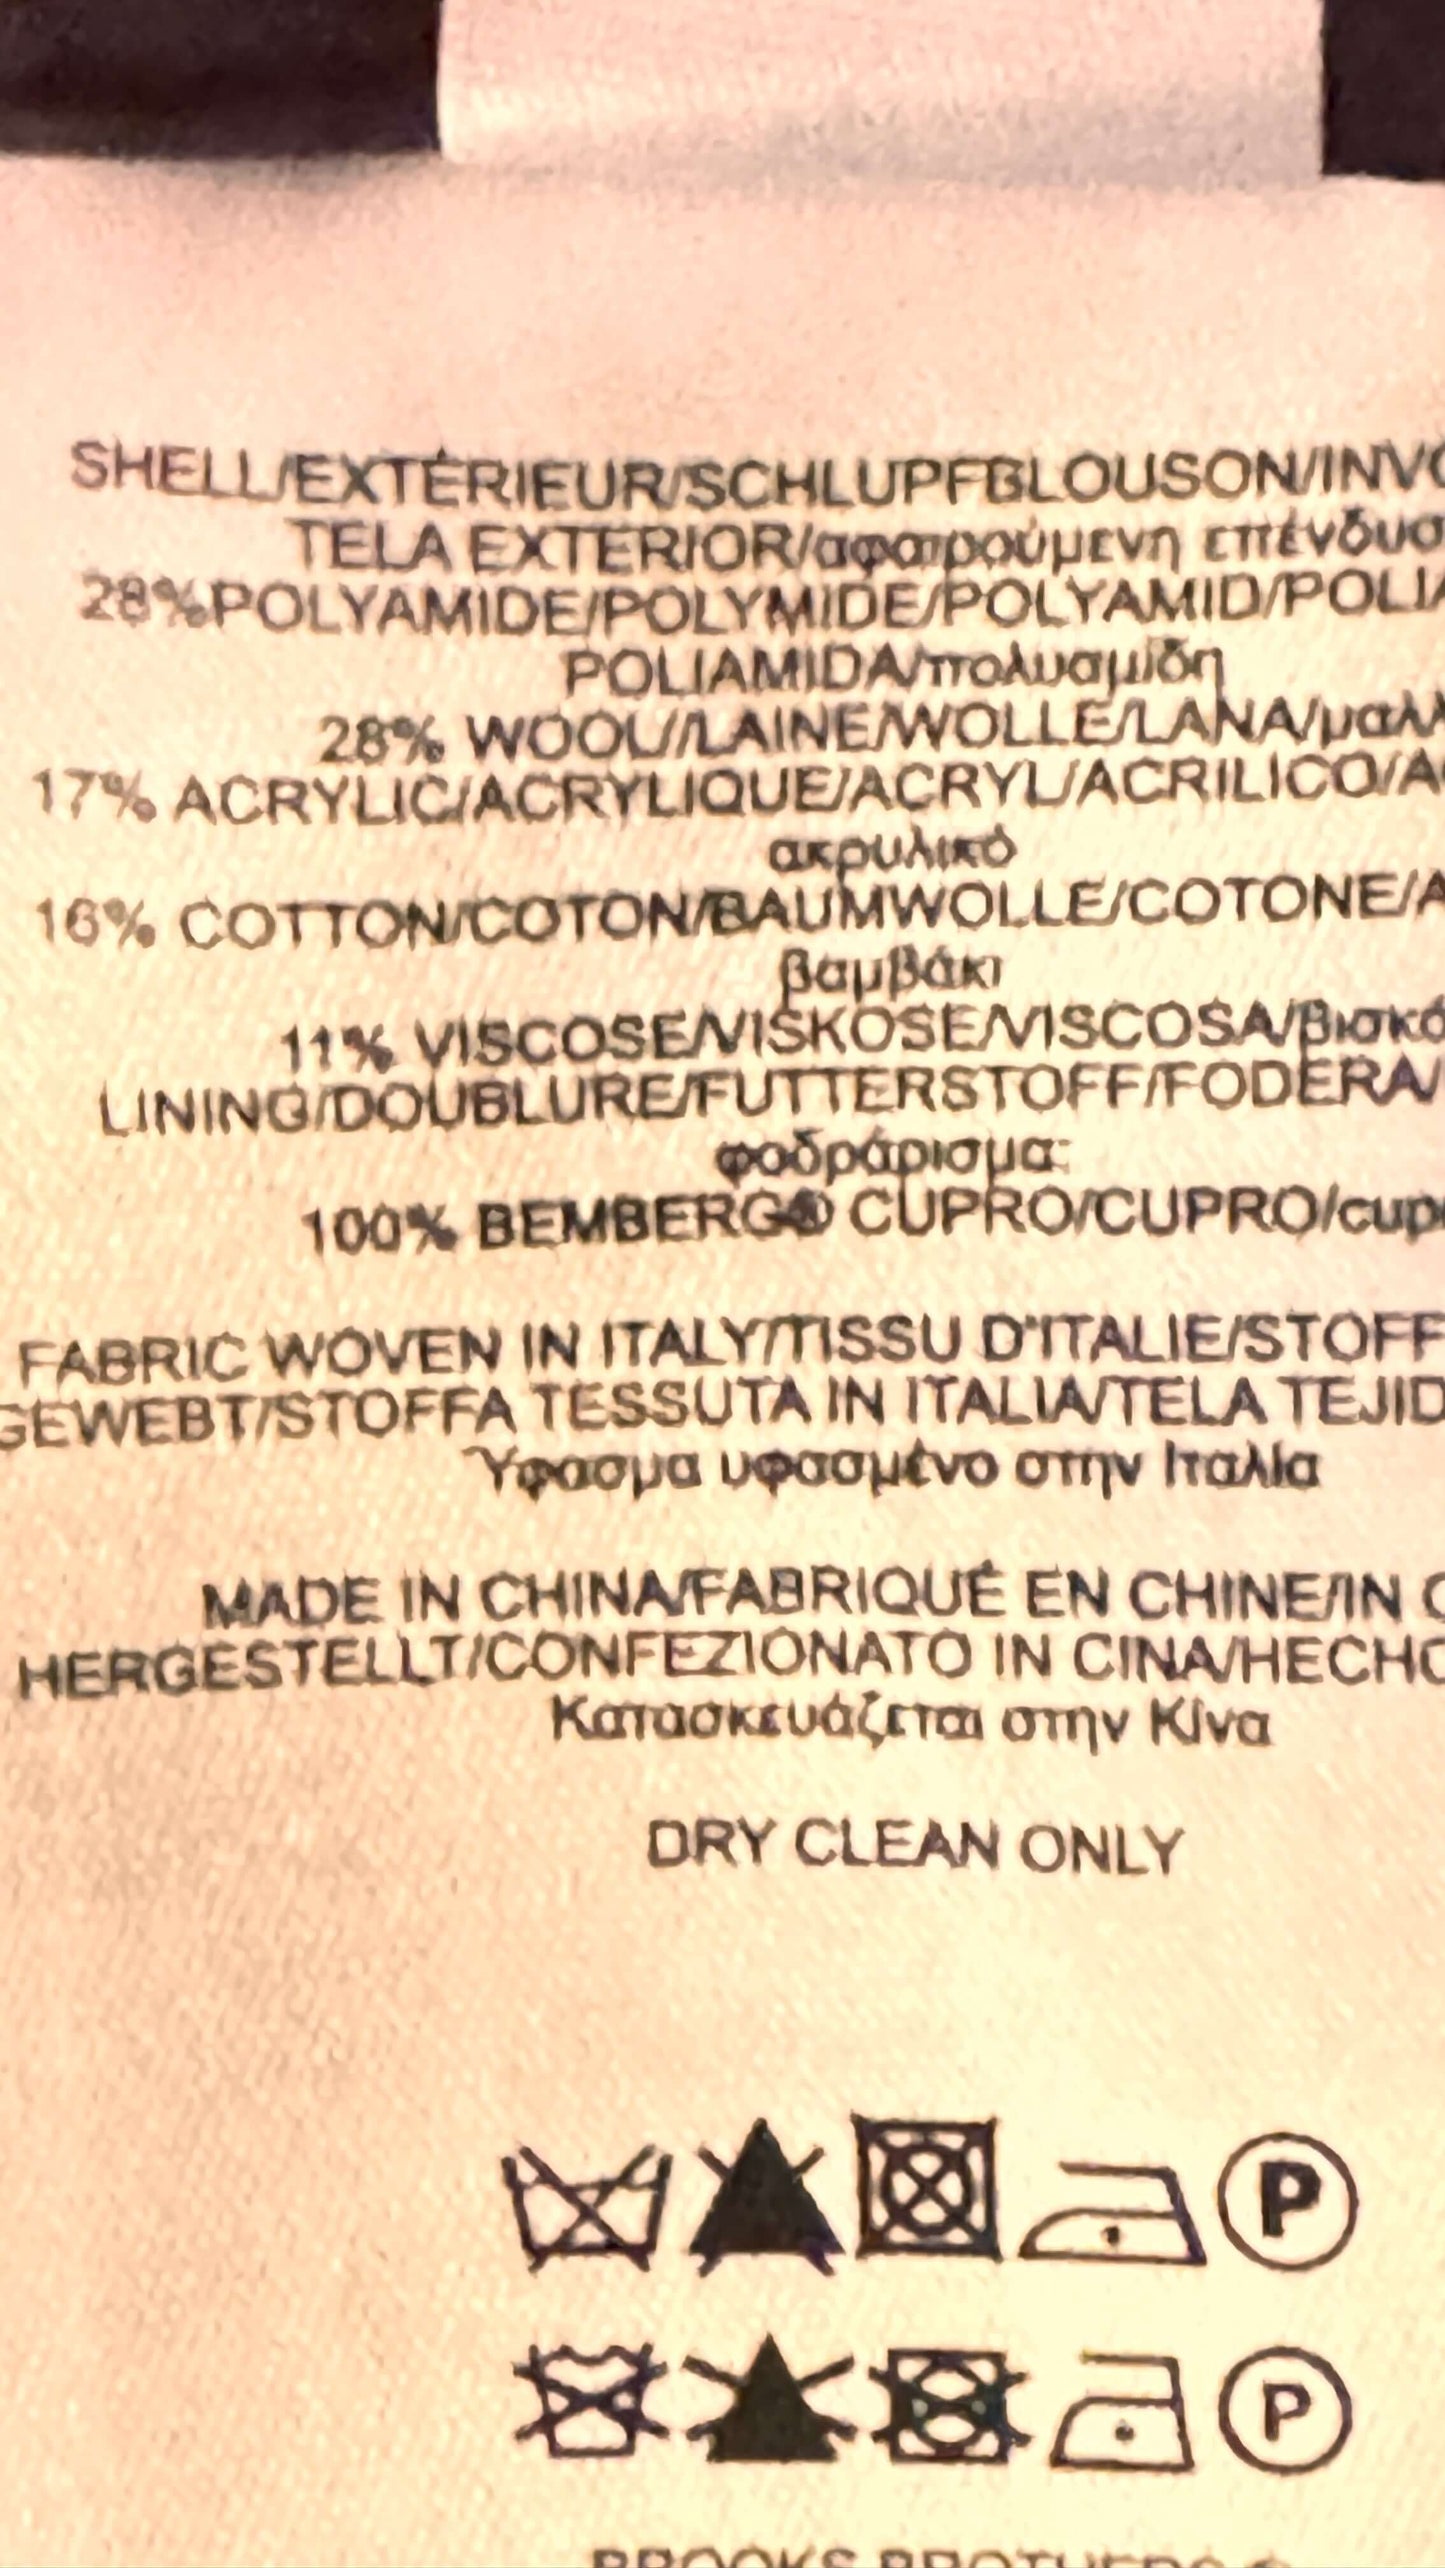 SHELL/EXTÉRIEUR/SCHLUPFBLOUSON/INVO
TELA EXTERIOR/αφαιρούμενη επένδυσ
28%POLYAMIDE/POLYMIDE/POLYAMID/POLIA
POLIAMIDA/πολυαμίδη
28% WOOL//LAINE/WOLLE/LANA/μαλλ
17% ACRYLIC/ACRYLIQUE/ACRYL/ACRILICO/A
ακρυλικό
16% COTTON/COTON/BAUMWOLLE/COTONE/A
βαμβάκι
11% VISCOSE/VISKOSE/VISCOSA/βισκό
LINING/DOUBLURE/FUTTERSTOFF/FODERA/
φοδράρισμα:
100% BEMBERG® CUPRO/CUPRO/cup
FABRIC WOVEN IN ITALY/TISSU D'ITALIE/STOFF
GEWEBT/STOFFA TESSUTA IN ITALIA/TELA TEJID
Ύφασμα υφασμένο στην Ιταλία
MADE IN CHINA/FABRIQUÉ EN CHINE/IN C
HERGESTELLT/CONFEZIONATO IN CINA/HECHO
Κατασκευάζεται στην Κίνα
DRY CLEAN ONLY
P
P
BROOKS BROTHERS